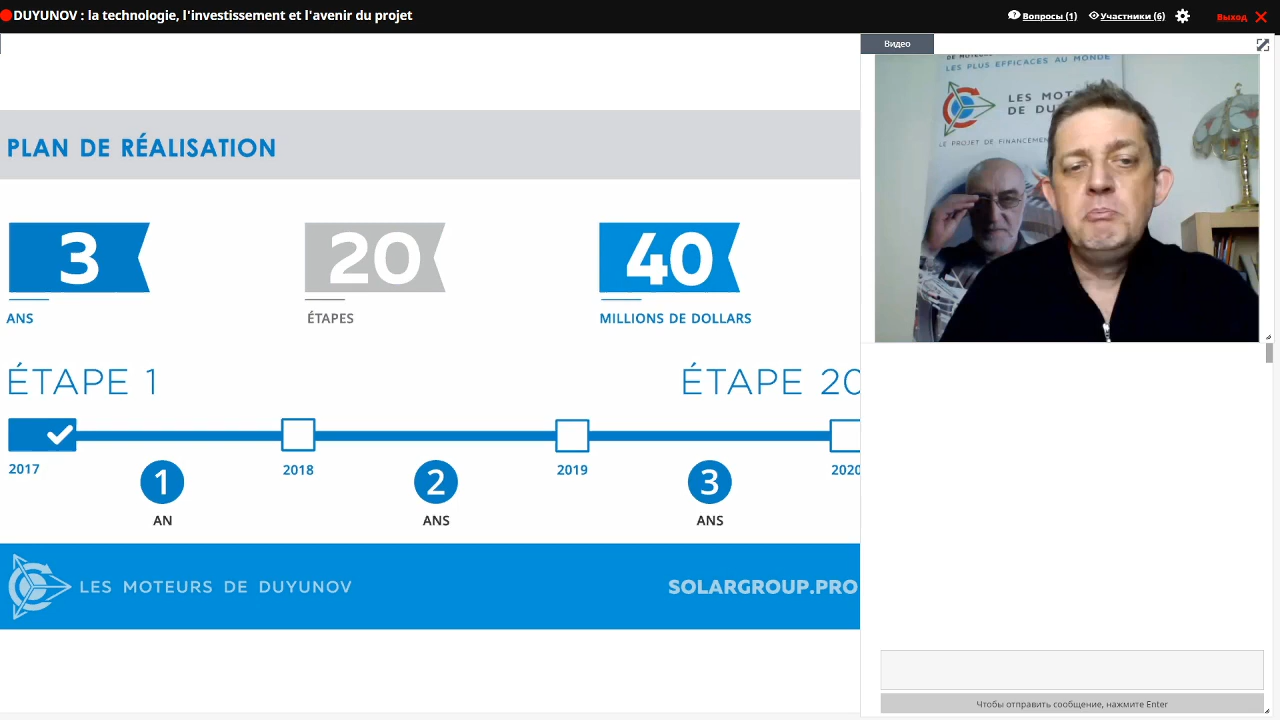 DUYUNOV : la technologie, l'investissement et l'avenir du projet
Вопросы (1)
Участники (6)
Выход
Видео
PLAN DE RÉALISATION
3
20
40
ANS
ÉTAPES
MILLIONS DE DOLLARS
ÉTAPE 1
ÉTAPE 20
2017
2018
2019
2020
1
2
3
AN
ANS
ANS
LES MOTEURS DE DUYUNOV
SOLARGROUP.PRO
DE MOTEURS
LES PLUS EFFICACES AU MONDE
LES
DE
LE PROJET DE FINANCEMENT
Чтобы отправить сообщение, нажмите Enter